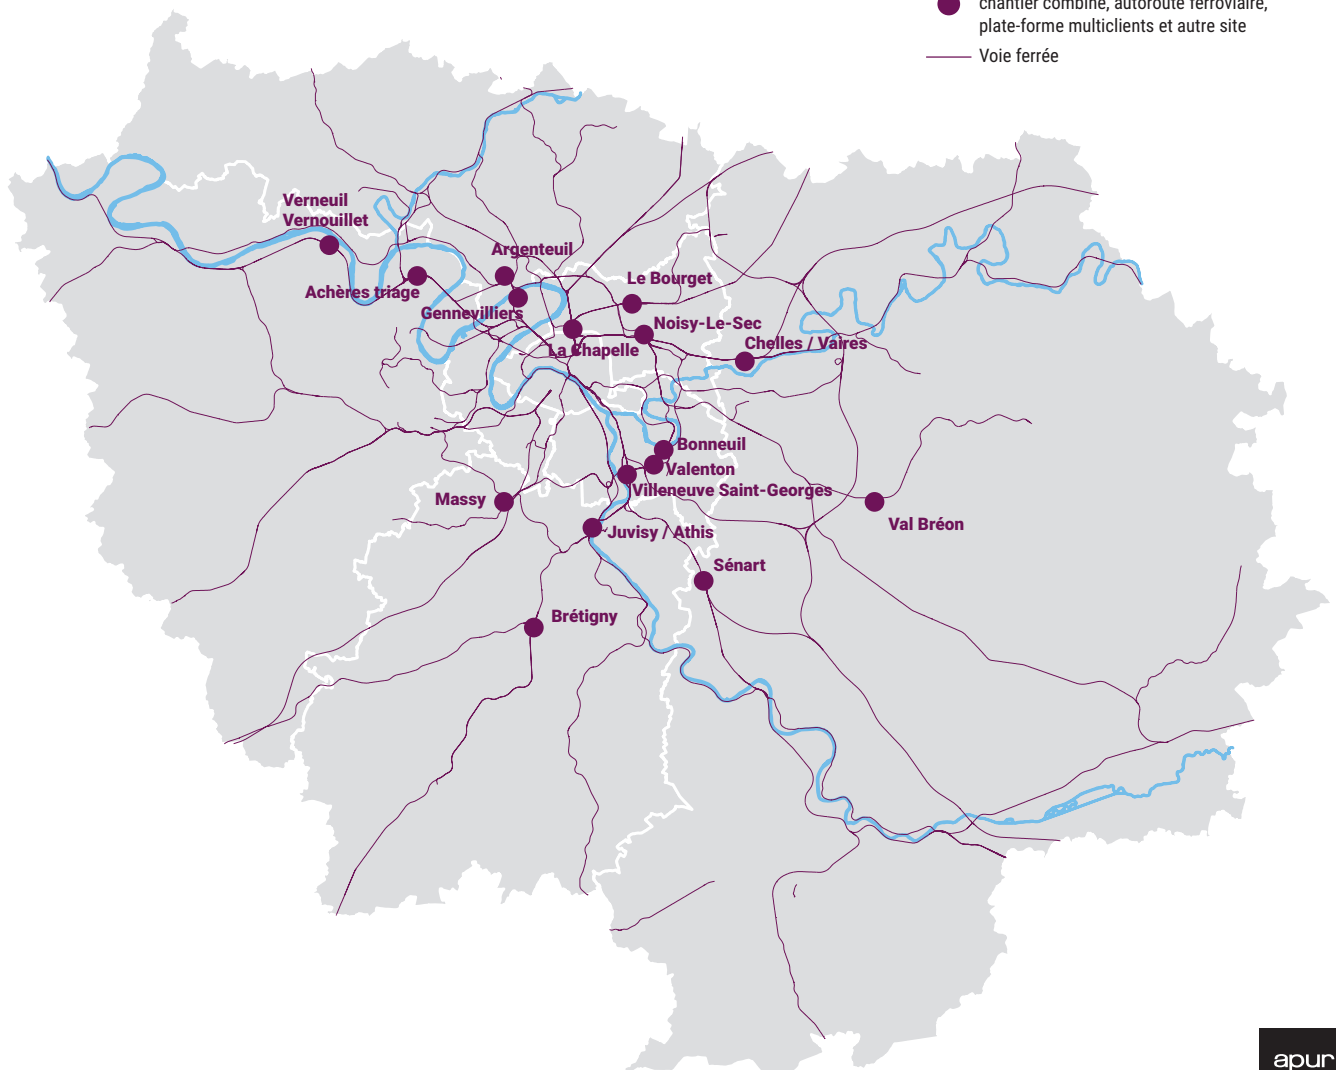 chantier combiné, autoroute ferroviaire,
plate-forme multiclients et autre site
Voie ferrée
Verneuil
Vernouillet
Argenteuil
Le Bourget
Achères triage
Gennevilliers
Noisy-Le-Sec
La Chapelle
Chelles / Vaires
Bonneuil
Valenton
Villeneuve Saint-Georges
Massy
Val Bréon
Juvisy / Athis
Sénart
Brétigny
apur